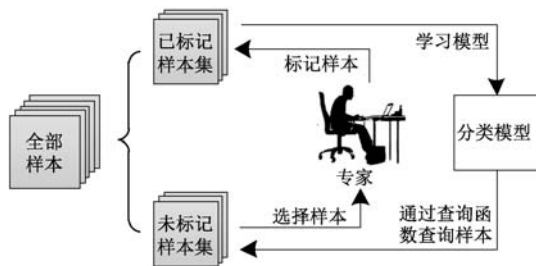 已标记
样本集
学习模型
标记样本
全部
样本
分类模型
专家
未标记
样本集
选择样本
通过查询函
数查询样本